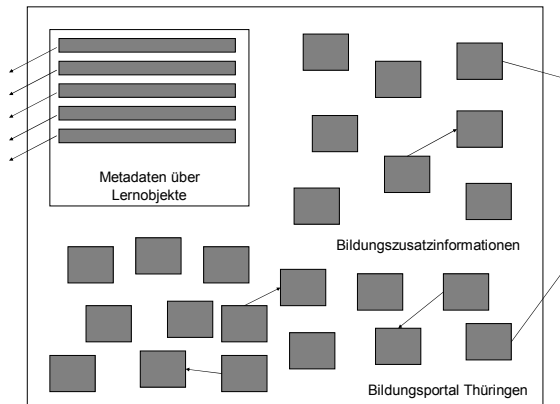 Metadaten über
Lernobjekte
Bildungszusatzinformationen
Bildungsportal Thüringen